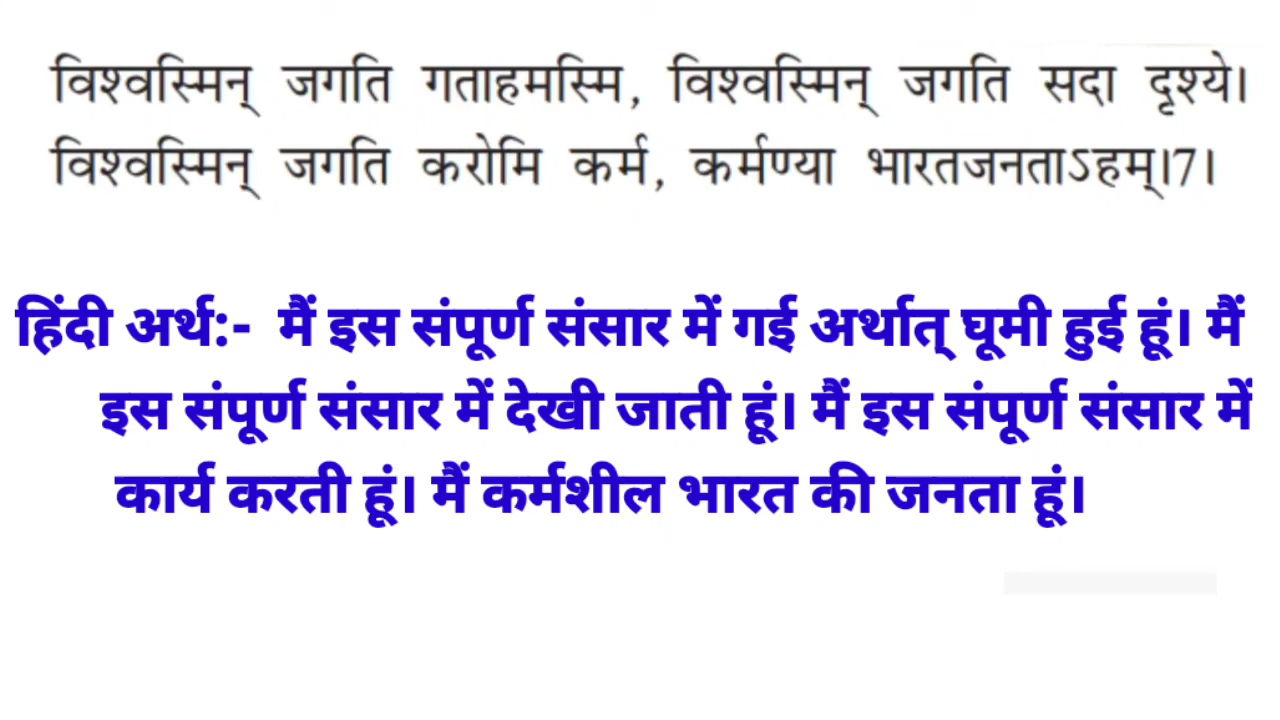 विश्वस्मिन् जगति गताहमस्मि, विश्वस्मिन् जगति सदा दृश्ये।
विश्वस्मिन् जगति करोमि कर्म, कर्मण्या भारतजनताऽहम्।7।
हिंदी अर्थ:- मैं इस संपूर्ण संसार में गई अर्थात् घूमी हुई हूं। मैं
इस संपूर्ण संसार में देखी जाती हूं। मैं इस संपूर्ण संसार में
कार्य करती हूं। मैं कर्मशील भारत की जनता हूं।